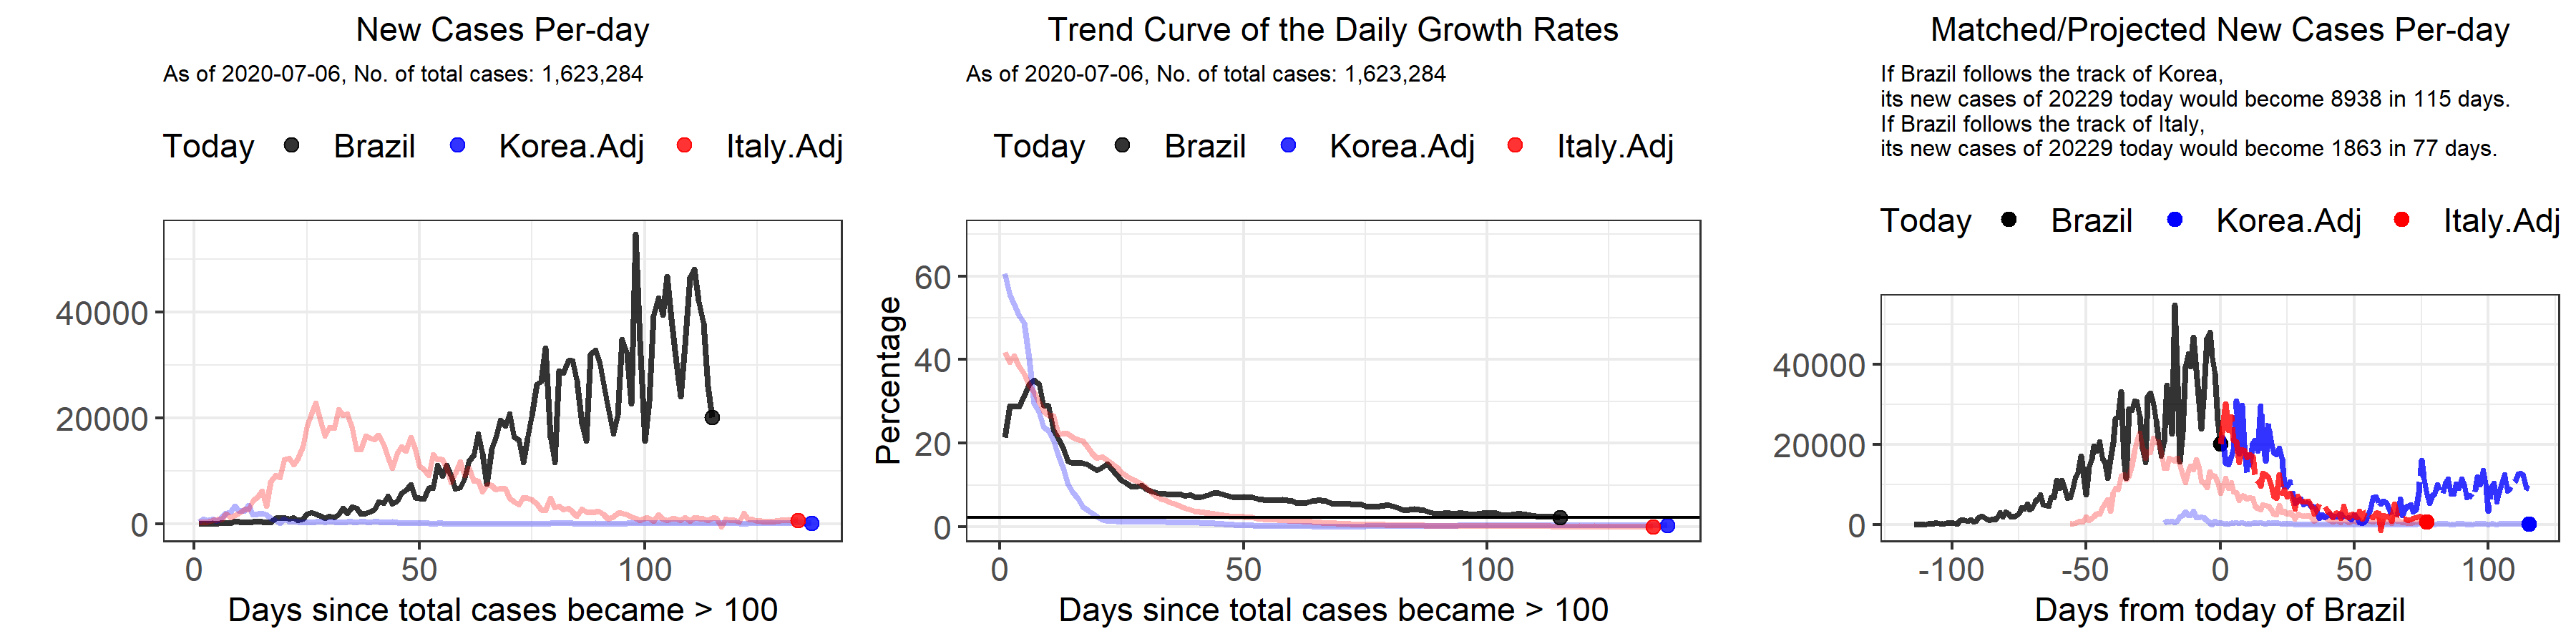 New Cases Per-day
As of 2020-07-06, No. of total cases: 1,623,284
Today Brazil Korea.Adj Italy.Adj
40000
20000
0
0 50 100
Days since total cases became > 100
Trend Curve of the Daily Growth Rates
As of 2020-07-06, No. of total cases: 1,623,284
Today Brazil Korea.Adj Italy.Adj
Percentage
60
40
20
0
0 50 100
Days since total cases became > 100
Matched/Projected New Cases Per-day
If Brazil follows the track of Korea,
its new cases of 20229 today would become 8938 in 115 days.
If Brazil follows the track of Italy,
its new cases of 20229 today would become 1863 in 77 days.
Today Brazil Korea.Adj Italy.Adj
40000
20000
0
-100 -50 0 50 100
Days from today of Brazil